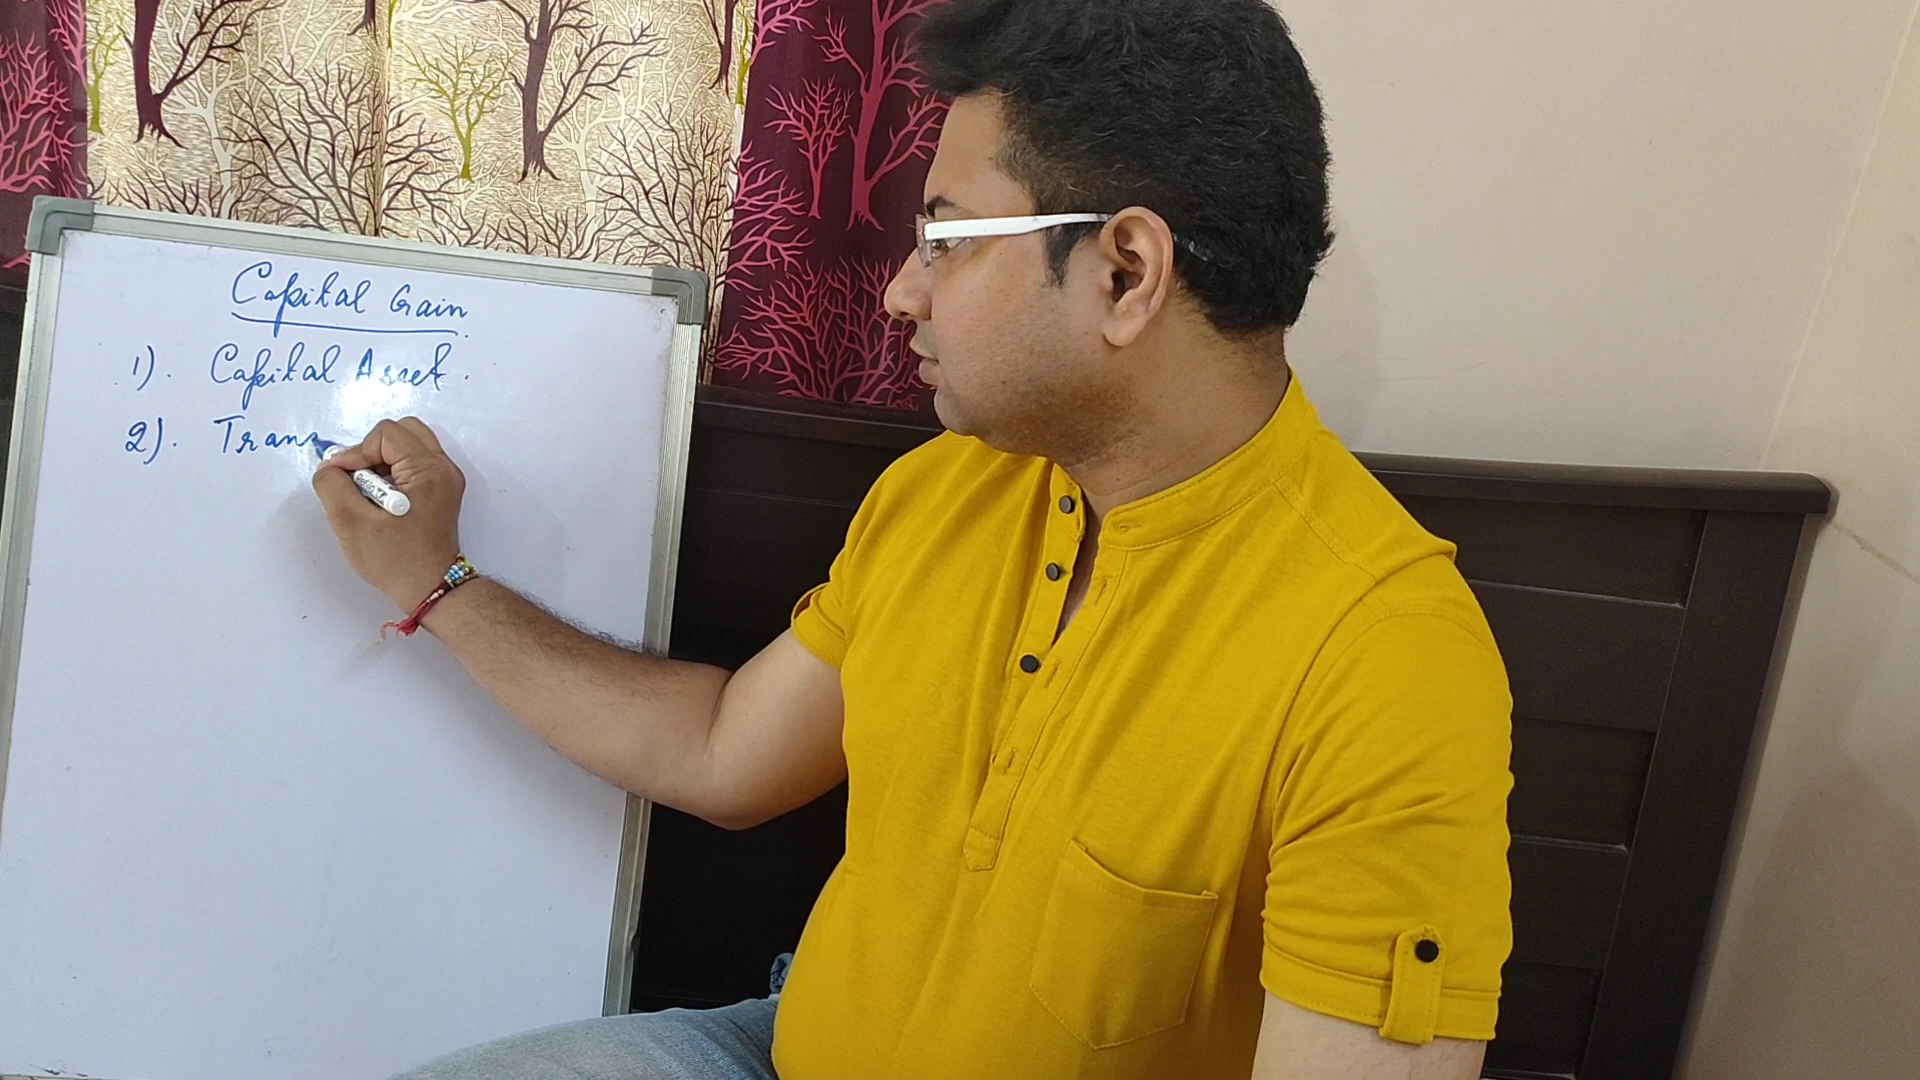 Capital Gain
1). Capital Asset.
2). Trans